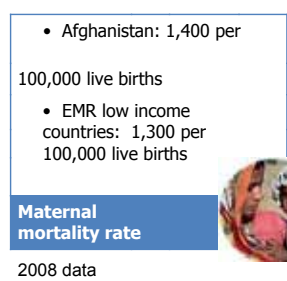 • Afghanistan: 1,400 per
100,000 live births
• EMR low income
countries: 1,300 per
100,000 live births
Maternal
mortality rate
2008 data